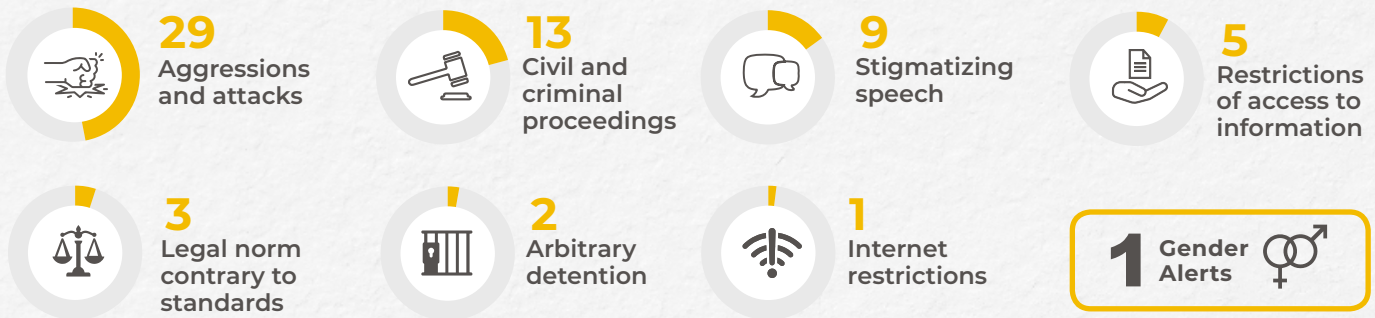 29
Aggressions
and attacks
13
Civil and
criminal
proceedings
9
Stigmatizing
speech
5
Restrictions
of access to
information
3
Legal norm
contrary to
standards
2
Arbitrary
detention
1
Internet
restrictions
1
Gender
Alerts